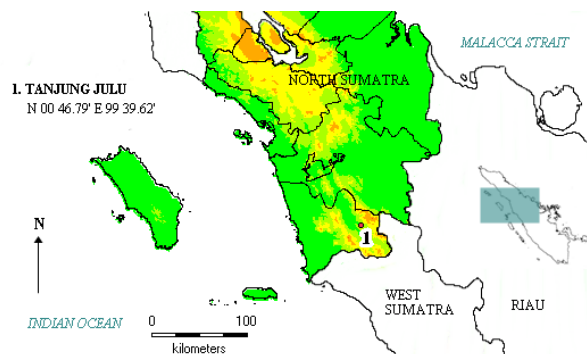 MALACCA STRAIT
NORTH SUMATRA
1. TANJUNG JULU
N 00 46.79' E 99 39.62'
N
1
WEST
SUMATRA
RIAU
INDIAN OCEAN
0 100
kilometers